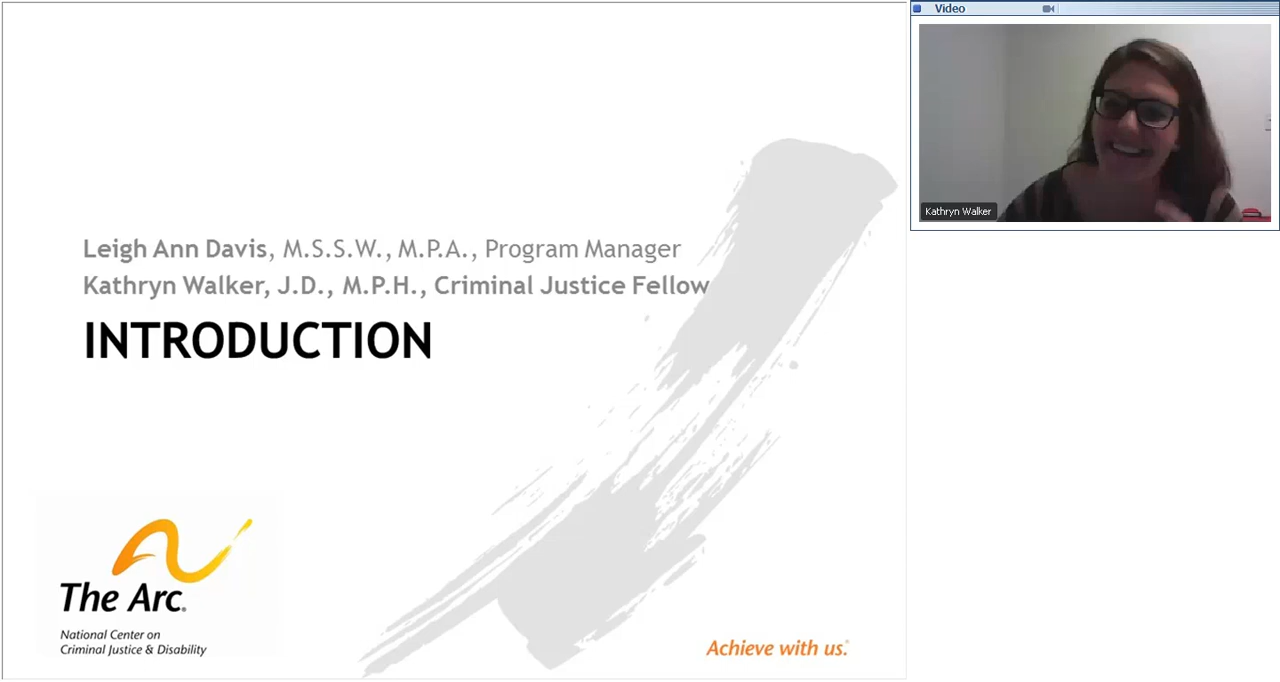 Video
Kathryn Walker
Leigh Ann Davis, M.S.S.W., M.P.A., Program Manager
Kathryn Walker, J.D., M.P.H., Criminal Justice Fellow
INTRODUCTION
The Arc®
National Center on
Criminal Justice & Disability
Achieve with us.®